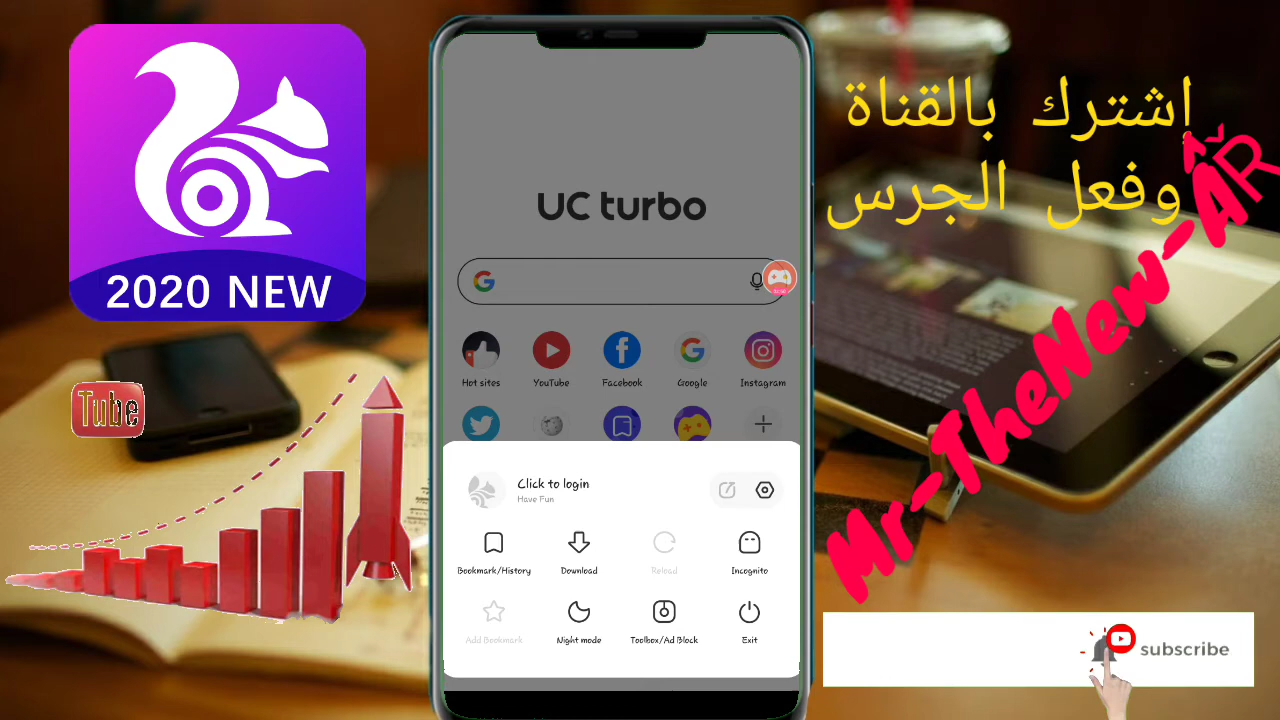 2020 NEW
Tube
UC turbo
Hot sites
YouTube
Facebook
Google
Instagram
Click to login
Have Fun
Bookmark/History
Download
Reload
Incognito
Add Bookmark
Night mode
Toolbox/Ad Block
Exit
إشترك بالقناة
وفعل الجرس
Mr-TheNew-AR
subscribe